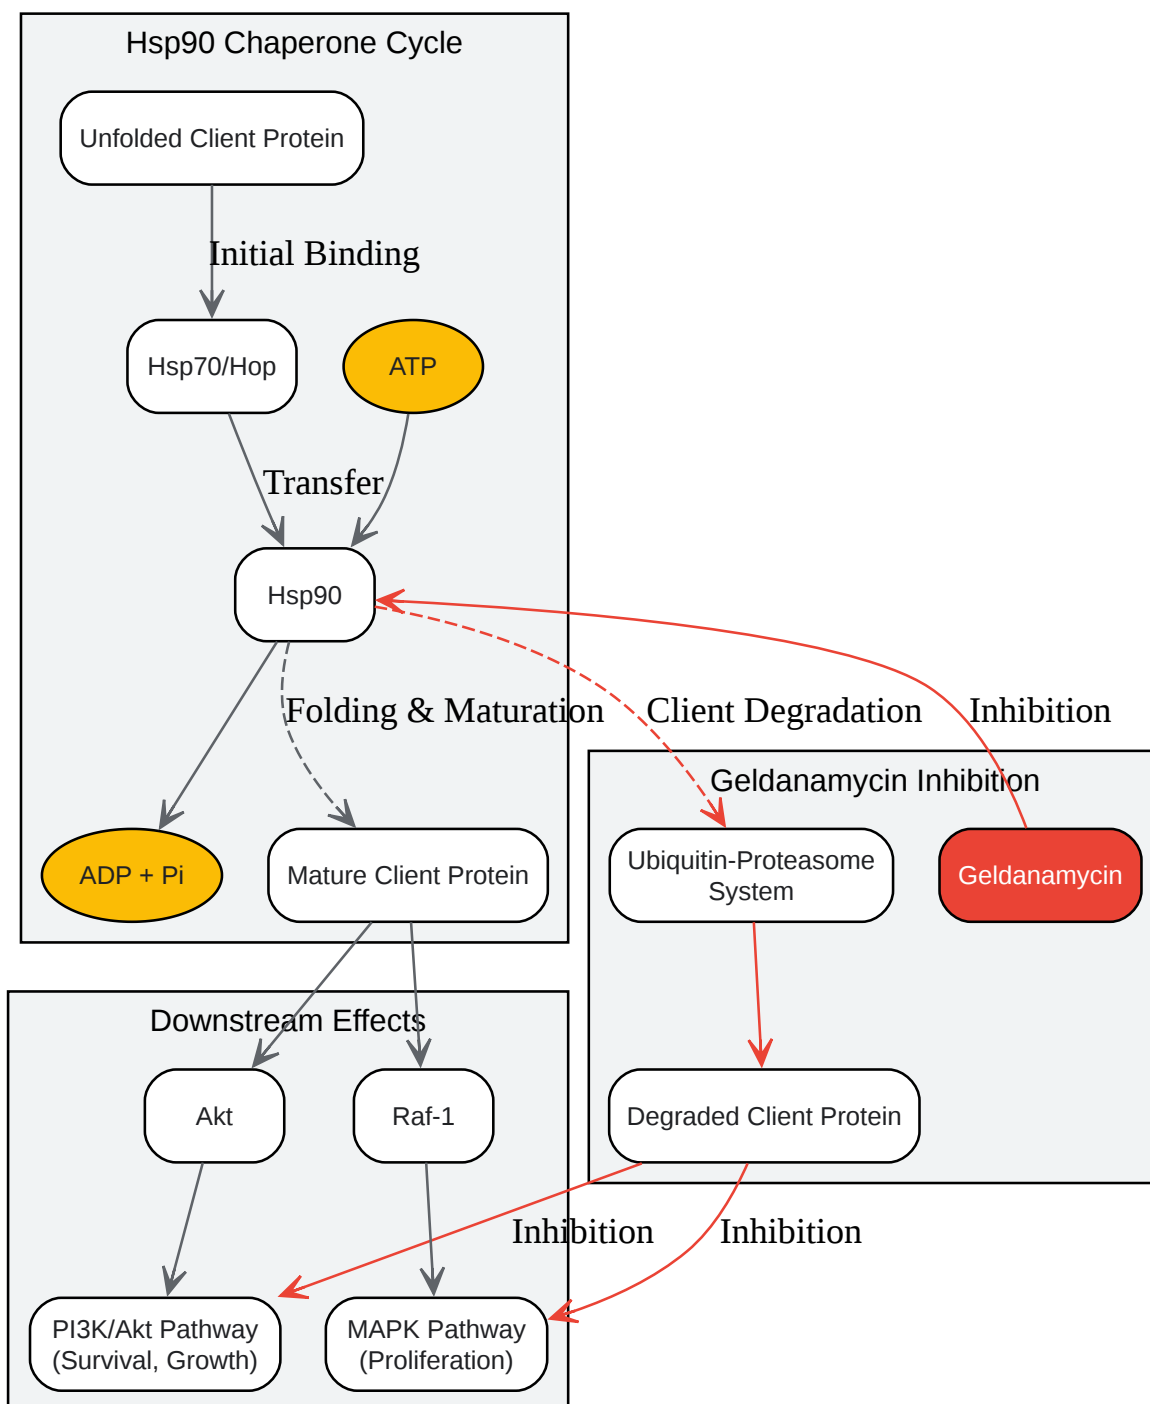 Hsp90 Chaperone Cycle
Unfolded Client Protein
Initial Binding
Hsp70/Hop
ATP
Transfer
Hsp90
Folding & Maturation
Client Degradation
Inhibition
Geldanamycin Inhibition
ADP + Pi
Mature Client Protein
Ubiquitin-Proteasome
System
Geldanamycin
Downstream Effects
Akt
Raf-1
Degraded Client Protein
Inhibition
Inhibition
PI3K/Akt Pathway
(Survival, Growth)
MAPK Pathway
(Proliferation)